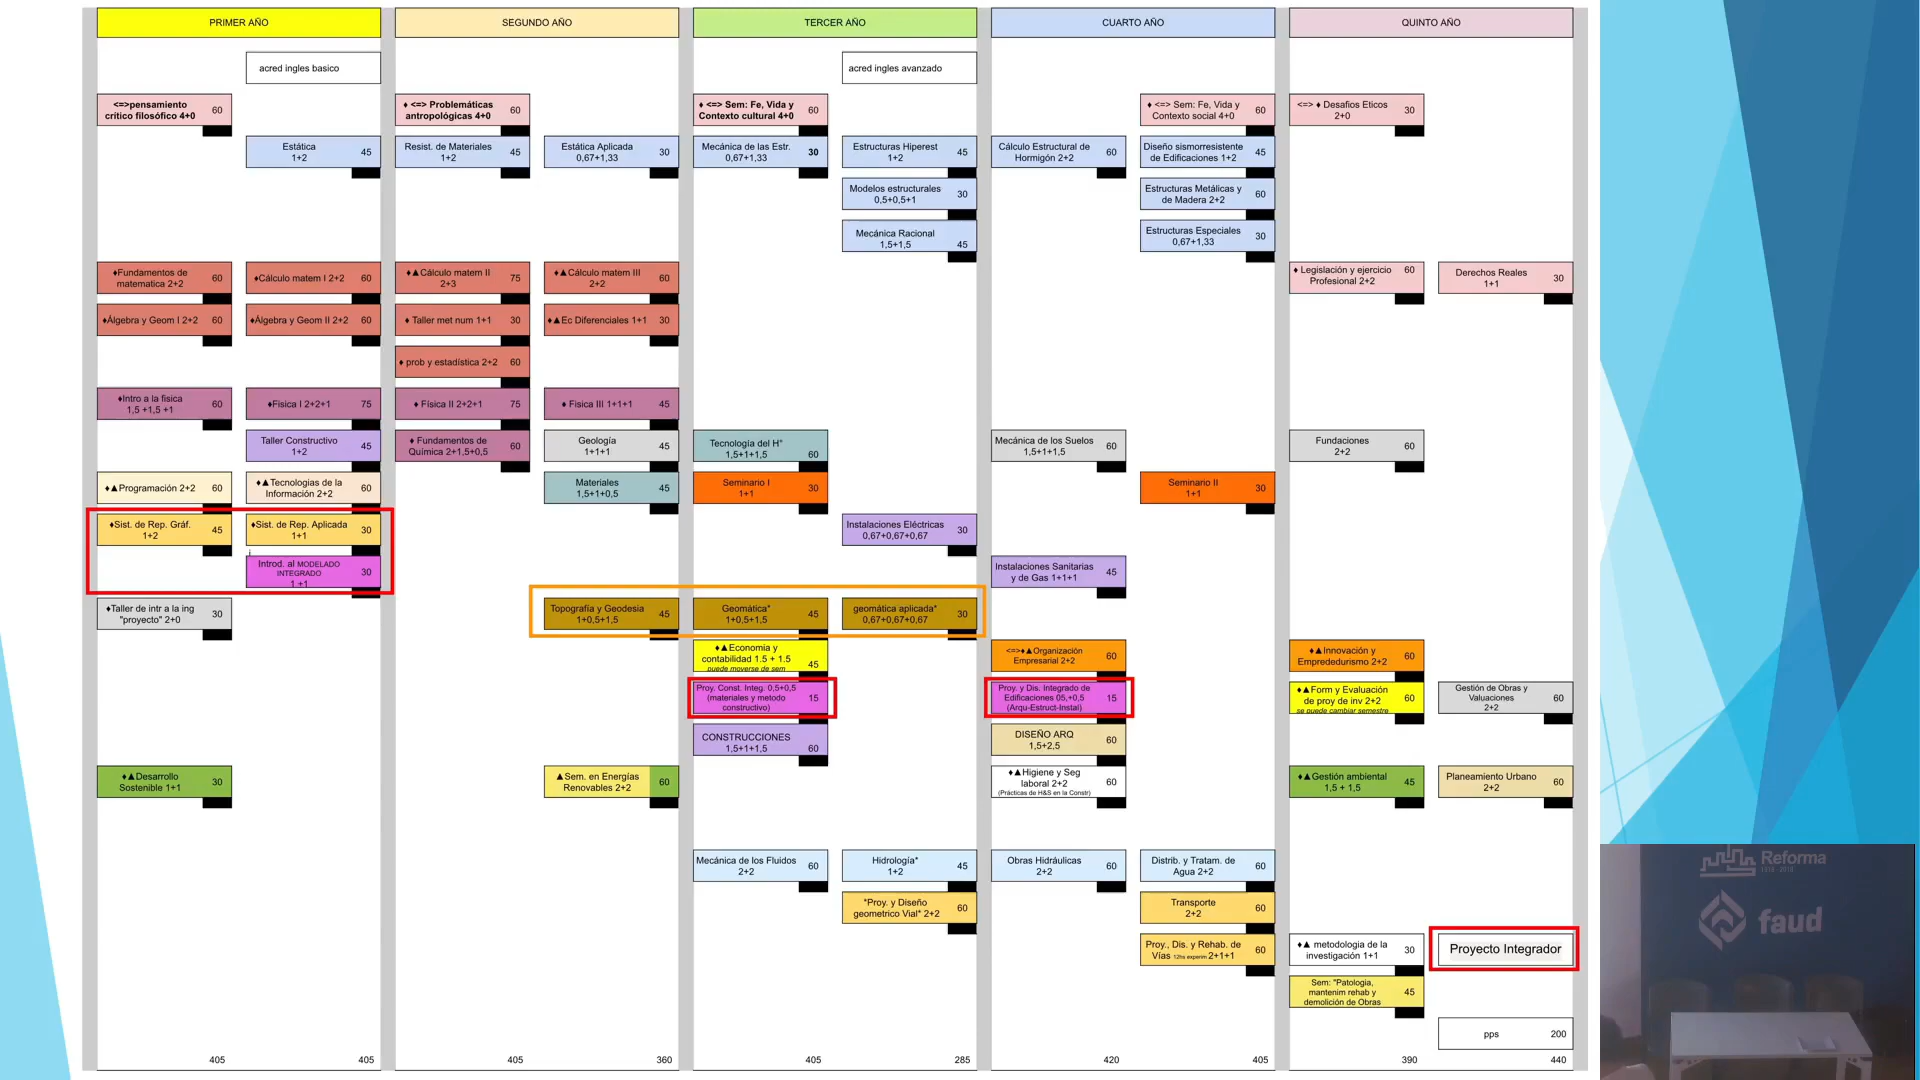 PRIMER AÑO
SEGUNDO AÑO
TERCER AÑO
CUARTO AÑO
QUINTO AÑO
acred ingles basico
acred ingles avanzado
<=>pensamiento
crítico filosófico 4+0
60
♦ <=> Problemáticas
antropológicas 4+0
60
♦ <=> Sem: Fe, Vida y
Contexto cultural 4+0
60
♦ <=> Sem: Fe, Vida y
Contexto social 4+0
60
<=> ♦ Desafios Eticos
2+0
30
Estática
1+2
45
Resist. de Materiales
1+2
45
Estática Aplicada
0,67+1,33
30
Mecánica de las Estr.
0,67+1,33
30
Estructuras Hiperest
1+2
45
Cálculo Estructural de
Hormigón 2+2
60
Diseño sismorresistente
de Edificaciones 1+2
45
Modelos estructurales
0,5+0,5+1
30
Estructuras Metálicas y
de Madera 2+2
60
Mecánica Racional
1,5+1,5
45
Estructuras Especiales
0,67+1,33
30
♦Fundamentos de
matematica 2+2
60
♦Cálculo matem I 2+2
60
♦▲Cálculo matem II
2+3
75
♦▲Cálculo matem III
2+2
60
♦ Legislación y ejercicio
Profesional 2+2
60
Derechos Reales
1+1
30
♦Álgebra y Geom I 2+2
60
♦Álgebra y Geom II 2+2
60
♦ Taller met num 1+1
30
♦▲Ec Diferenciales 1+1
30
♦ prob y estadística 2+2
60
♦Intro a la fisica
1,5 +1,5 +1
60
♦Fisica I 2+2+1
75
♦ Física II 2+2+1
75
♦ Fisica III 1+1+1
45
Taller Constructivo
1+2
45
♦ Fundamentos de
Química 2+1,5+0,5
60
Geología
1+1+1
45
Tecnología del H°
1,5+1+1,5
60
Mecánica de los Suelos
1,5+1+1,5
60
Fundaciones
2+2
60
♦▲Programación 2+2
60
♦▲Tecnologias de la
Información 2+2
60
Materiales
1,5+1+0,5
45
Seminario I
1+1
30
Seminario II
1+1
30
♦Sist. de Rep. Gráf.
1+2
45
♦Sist. de Rep. Aplicada
1+1
30
Instalaciones Eléctricas
0,67+0,67+0,67
30
i
Introd. al MODELADO
INTEGRADO
1 +1
30
Instalaciones Sanitarias
y de Gas 1+1+1
45
♦Taller de intr a la ing
"proyecto" 2+0
30
Topografía y Geodesia
1+0,5+1,5
45
Geomática*
1+0,5+1,5
45
geomática aplicada*
0,67+0,67+0,67
30
♦▲Economía y
contabilidad 1.5 + 1.5
puede moverse de sem
45
<=>♦▲Organización
Empresarial 2+2
60
♦▲Innovación y
Emprededurismo 2+2
60
Proy. Const. Integ. 0,5+0,5
(materiales y metodo
constructivo)
15
Proy. y Dis. Integrado de
Edificaciones 05,+0,5
(Arqu-Estruct-Instal)
15
♦▲Form y Evaluación
de proy de inv 2+2
se puede cambiar semestre
60
Gestión de Obras y
Valuaciones
2+2
60
CONSTRUCCIONES
1,5+1+1,5
60
DISEÑO ARQ
1,5+2,5
60
♦▲Desarrollo
Sostenible 1+1
30
▲Sem. en Energías
Renovables 2+2
60
♦▲Higiene y Seg
laboral 2+2
(Prácticas de H&S en la Constr)
60
♦▲Gestión ambiental
1,5 + 1,5
45
Planeamiento Urbano
2+2
60
Mecánica de los Fluidos
2+2
60
Hidrología*
1+2
45
Obras Hidráulicas
2+2
60
Distrib. y Tratam. de
Agua 2+2
60
*Proy. y Diseño
geometrico Vial* 2+2
60
Transporte
2+2
60
Proy., Dis. y Rehab. de
Vías 12hs experim 2+1+1
60
♦▲ metodologia de la
investigación 1+1
30
Proyecto Integrador
Sem: "Patologia,
mantenim rehab y
demolición de Obras
45
pps
200
405
405
405
360
405
285
420
405
390
440
Reforma
1918 - 2018
faud